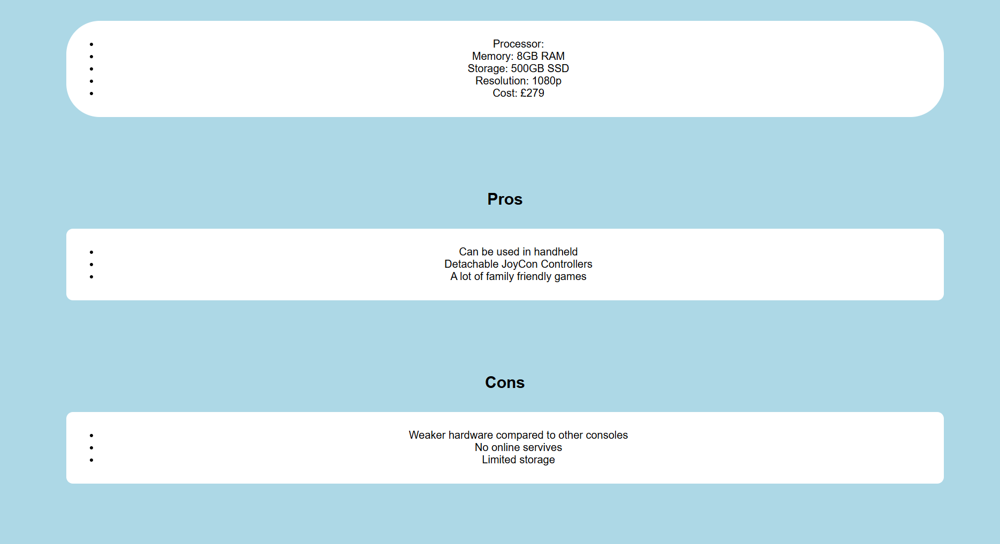 Processor:
Memory: 8GB RAM
Storage: 500GB SSD
Resolution: 1080p
Cost: £279
Pros
Can be used in handheld
Detachable JoyCon Controllers
A lot of family friendly games
Cons
Weaker hardware compared to other consoles
No online servives
Limited storage